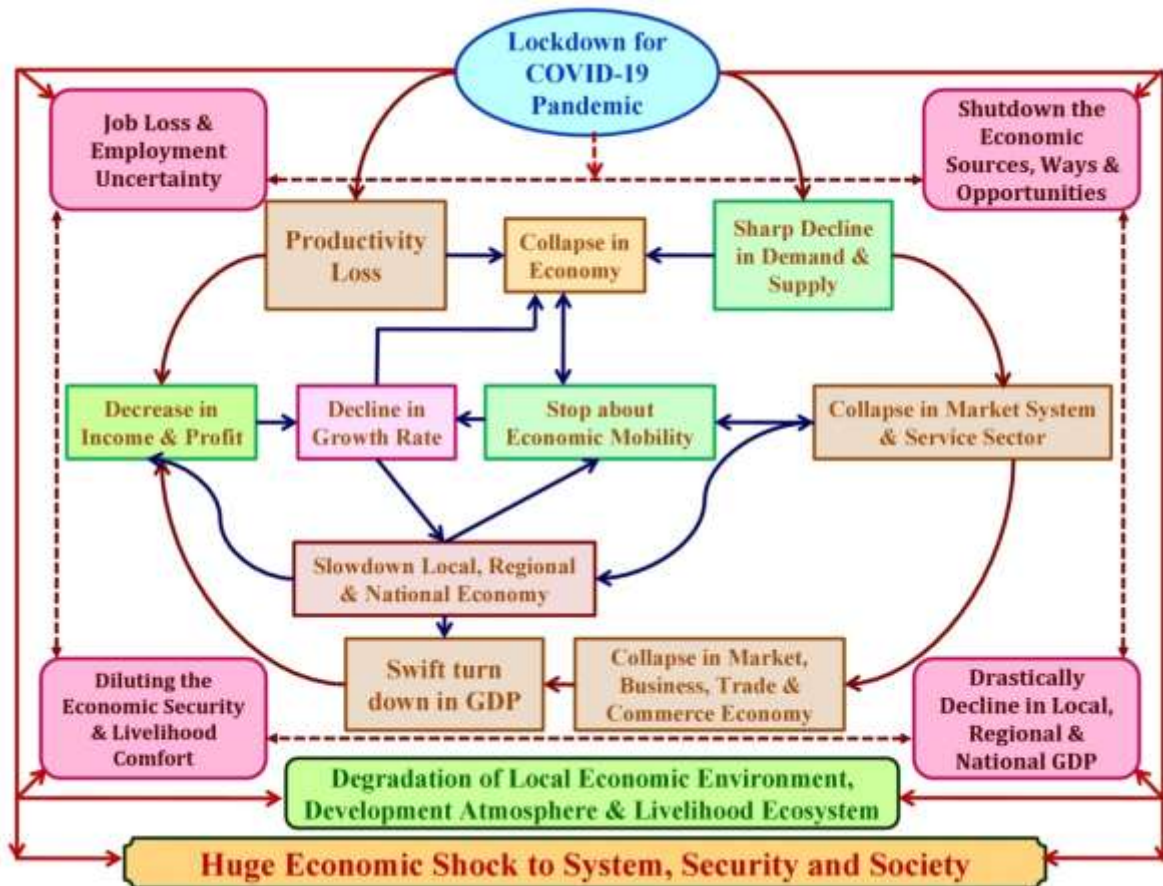 Lockdown for
COVID-19
Pandemic
Job Loss &
Employment
Uncertainty
Shutdown the
Economic
Sources, Ways &
Opportunities
Productivity
Loss
Collapse in
Economy
Sharp Decline
in Demand &
Supply
Decrease in
Income & Profit
Decline in
Growth Rate
Stop about
Economic Mobility
Collapse in Market System
& Service Sector
Slowdown Local, Regional
& National Economy
Swift turn
down in GDP
Collapse in Market,
Business, Trade &
Commerce Economy
Diluting the
Economic Security
& Livelihood
Comfort
Drastically
Decline in Local,
Regional &
National GDP
Degradation of Local Economic Environment,
Development Atmosphere & Livelihood Ecosystem
Huge Economic Shock to System, Security and Society